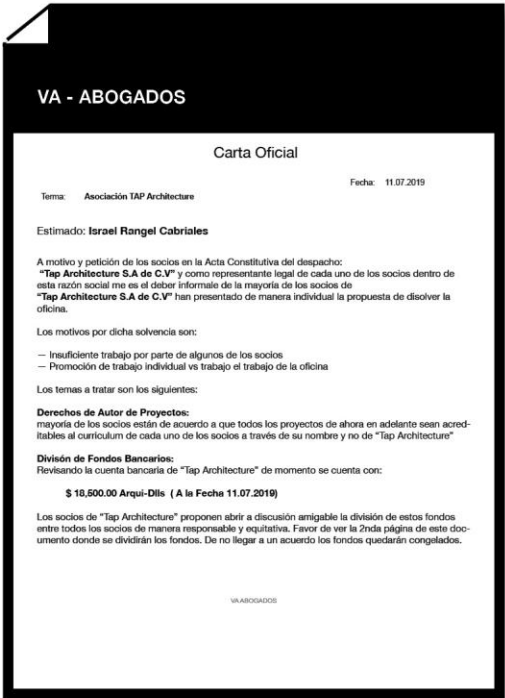 VA - ABOGADOS
Carta Oficial
Fecha: 11.07.2019
Tema: Asociación TAP Architecture
Estimado: Israel Rangel Cabriales
A motivo y petición de los socios en la Acta Constitutiva del despacho:
“Tap Architecture S.A de C.V” y como representante legal de cada uno de los socios dentro de
esta razón social me es el deber informale de la mayoría de los socios de
“Tap Architecture S.A de C.V” han presentado de manera individual la propuesta de disolver la
oficina.
Los motivos por dicha solvencia son:
— Insuficiente trabajo por parte de algunos de los socios
— Promoción de trabajo individual vs trabajo el trabajo de la oficina
Los temas a tratar son los siguientes:
Derechos de Autor de Proyectos:
mayoría de los socios están de acuerdo a que todos los proyectos de ahora en adelante sean acred-
itables al curriculum de cada uno de los socios a través de su nombre y no de “Tap Architecture”
Divisón de Fondos Bancarios:
Revisando la cuenta bancaria de “Tap Architecture” de momento se cuenta con:
$ 18,500.00 Arqui-Dlls ( A la Fecha 11.07.2019)
Los socios de “Tap Architecture” proponen abrir a discusión amigable la división de estos fondos
entre todos los socios de manera responsable y equitativa. Favor de ver la 2nda página de este doc-
umento donde se dividirán los fondos. De no llegar a un acuerdo los fondos quedarán congelados.
VA ABOGADOS